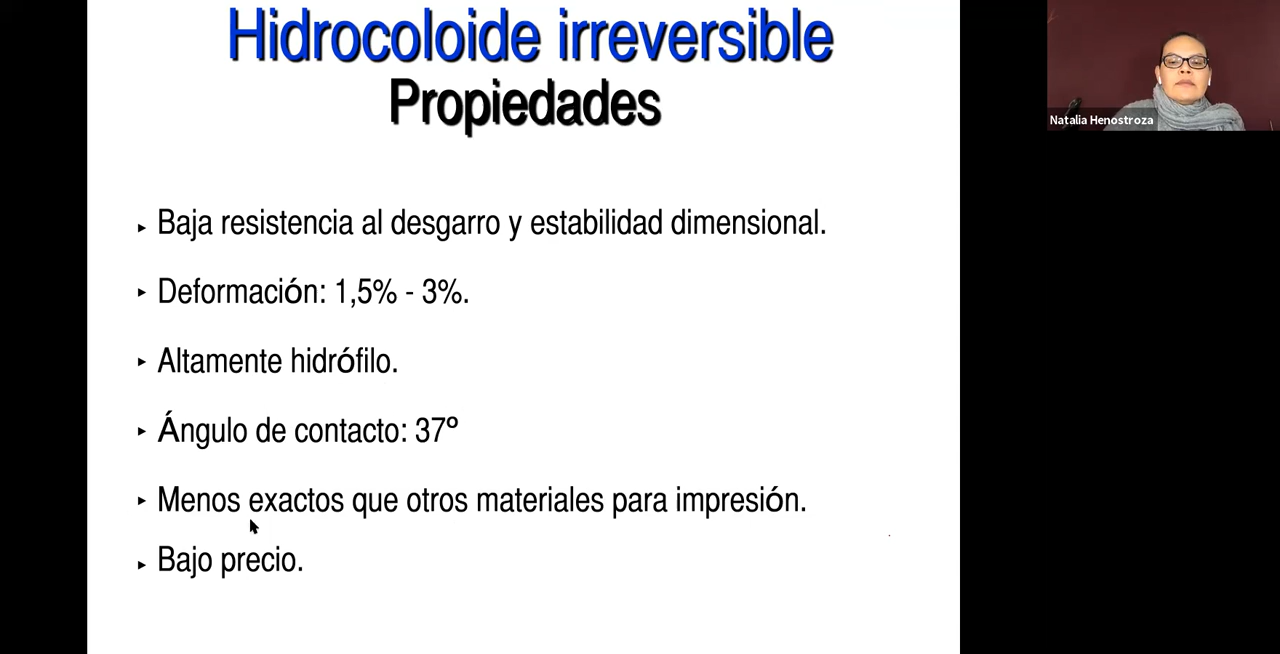 Hidrocoloide irreversible
Propiedades
Natalia Henostroza
▸ Baja resistencia al desgarro y estabilidad dimensional.
▸ Deformación: 1,5% - 3%.
▸ Altamente hidrófilo.
▸ Ángulo de contacto: 37º
▸ Menos exactos que otros materiales para impresión.
▸ Bajo precio.